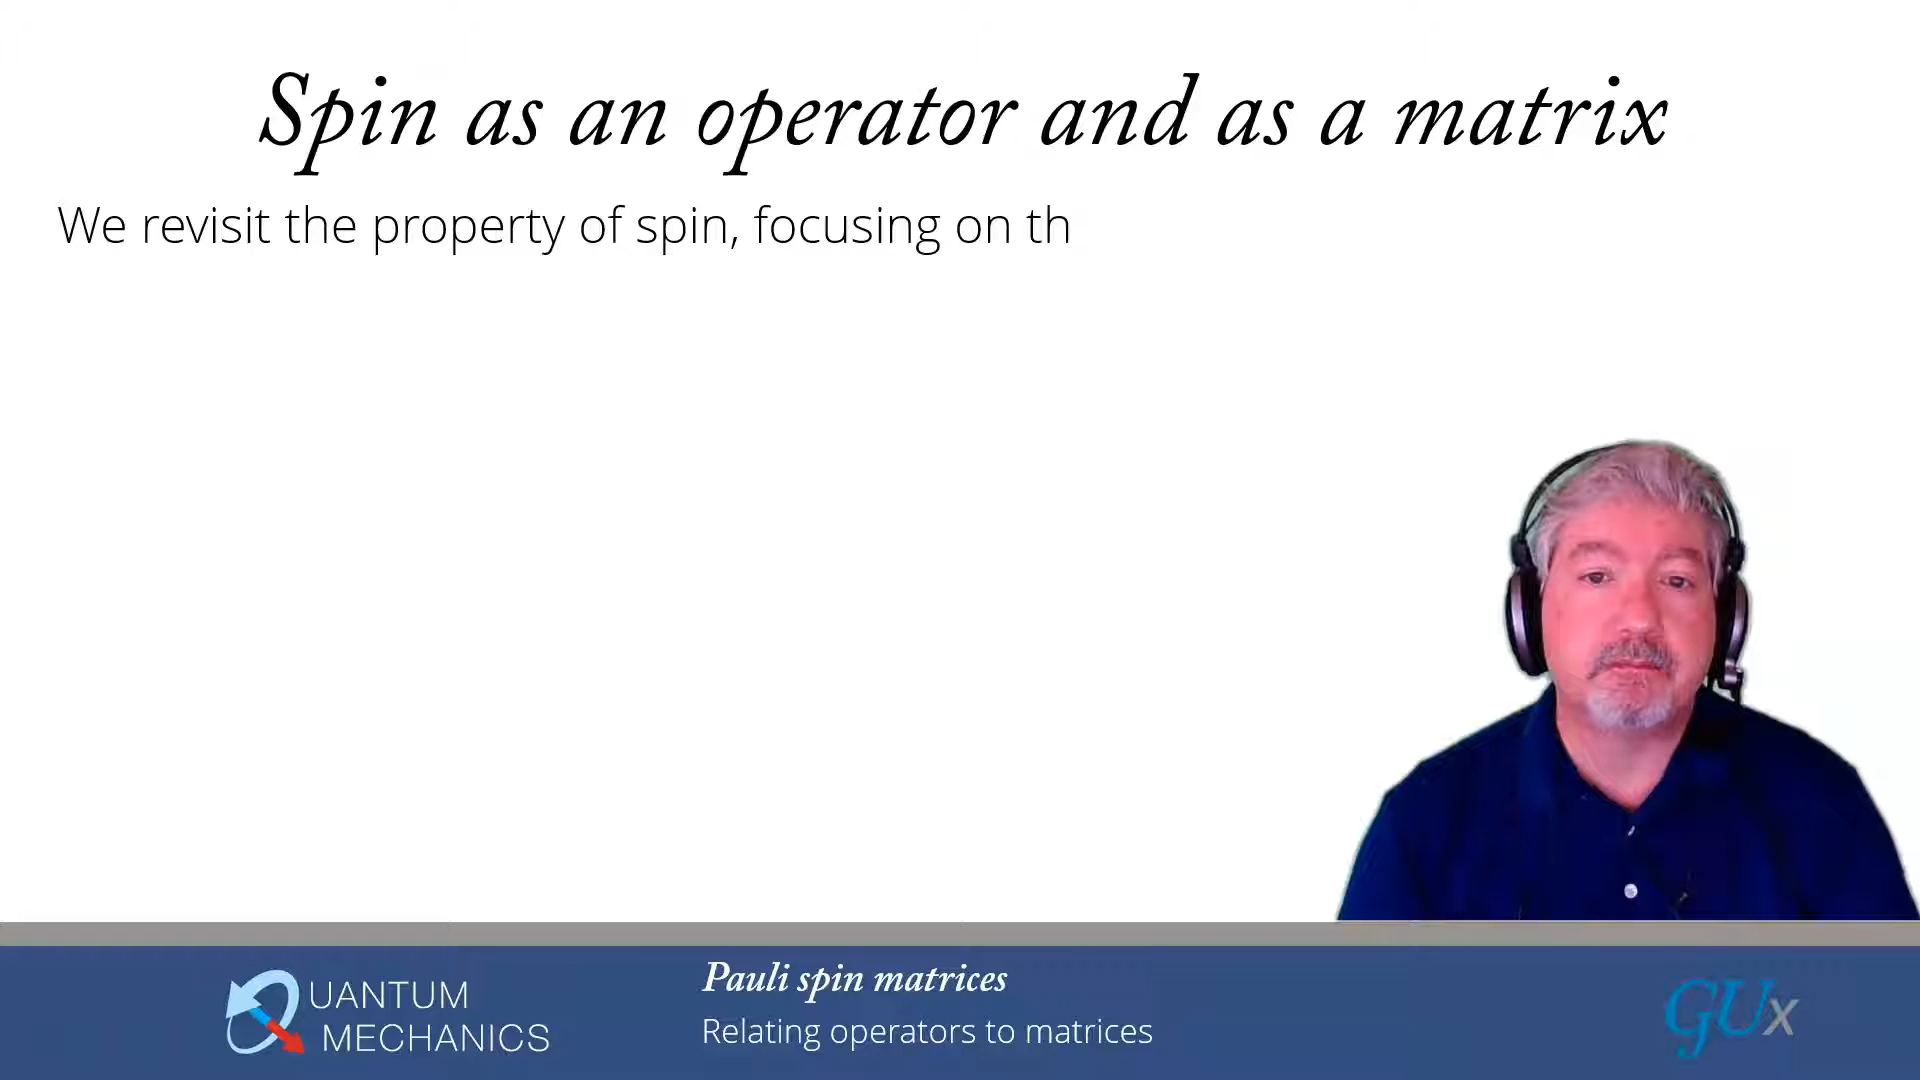 Spin as an operator and as a matrix
We revisit the property of spin, focusing on th
UANTUM
MECHANICS
Pauli spin matrices
Relating operators to matrices
GUx